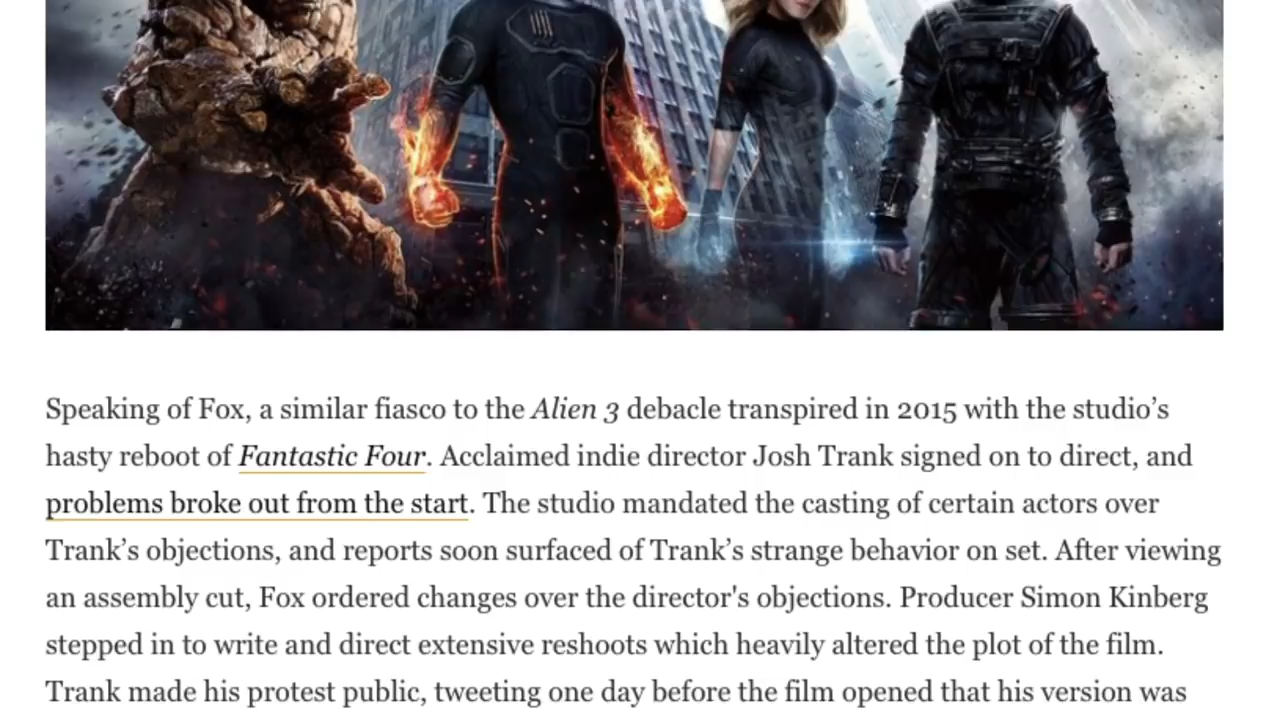 Speaking of Fox, a similar fiasco to the Alien 3 debacle transpired in 2015 with the studio’s
hasty reboot of Fantastic Four. Acclaimed indie director Josh Trank signed on to direct, and
problems broke out from the start. The studio mandated the casting of certain actors over
Trank’s objections, and reports soon surfaced of Trank’s strange behavior on set. After viewing
an assembly cut, Fox ordered changes over the director's objections. Producer Simon Kinberg
stepped in to write and direct extensive reshoots which heavily altered the plot of the film.
Trank made his protest public, tweeting one day before the film opened that his version was